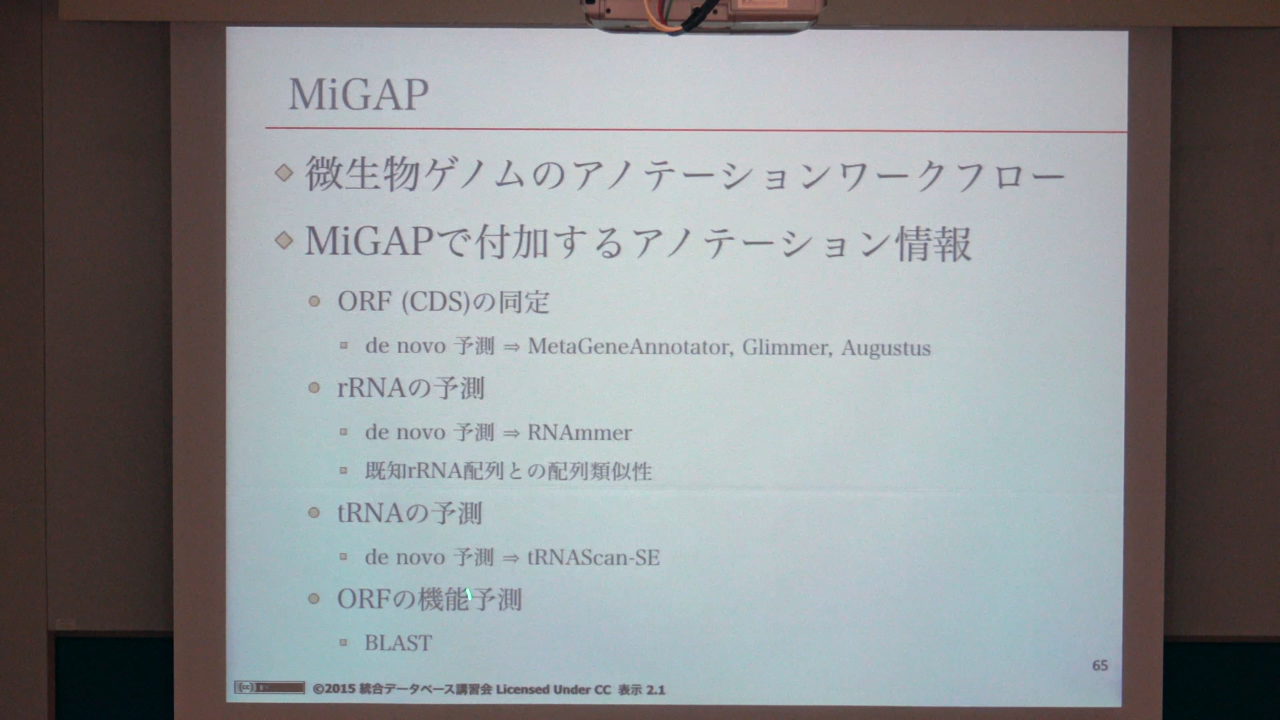 MiGAP
微生物ゲノムのアノテーションワークフロー
MiGAPで付加するアノテーション情報
ORF (CDS)の同定
de novo 予測 ⇒ MetaGeneAnnotator, Glimmer, Augustus
rRNAの予測
de novo 予測 ⇒ RNAmmer
既知rRNA配列との配列類似性
tRNAの予測
de novo 予測 ⇒ tRNAScan-SE
ORFの機能予測
BLAST
65
©2015 統合データベース講習会 Licensed Under CC 表示 2.1